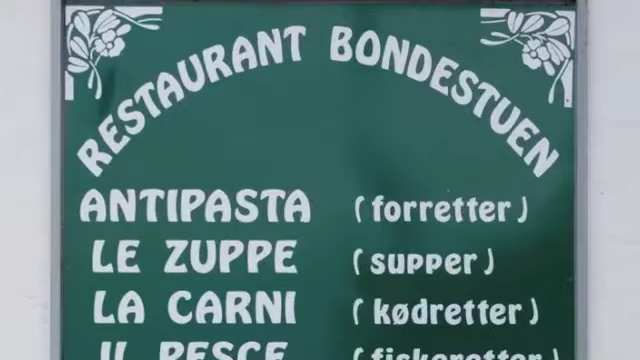 RESTAURANT BONDESTUEN
ANTIPASTA (forretter)
LE ZUPPE (supper)
LA CARNI (kødretter)
IL PESCE (fiskeretter)